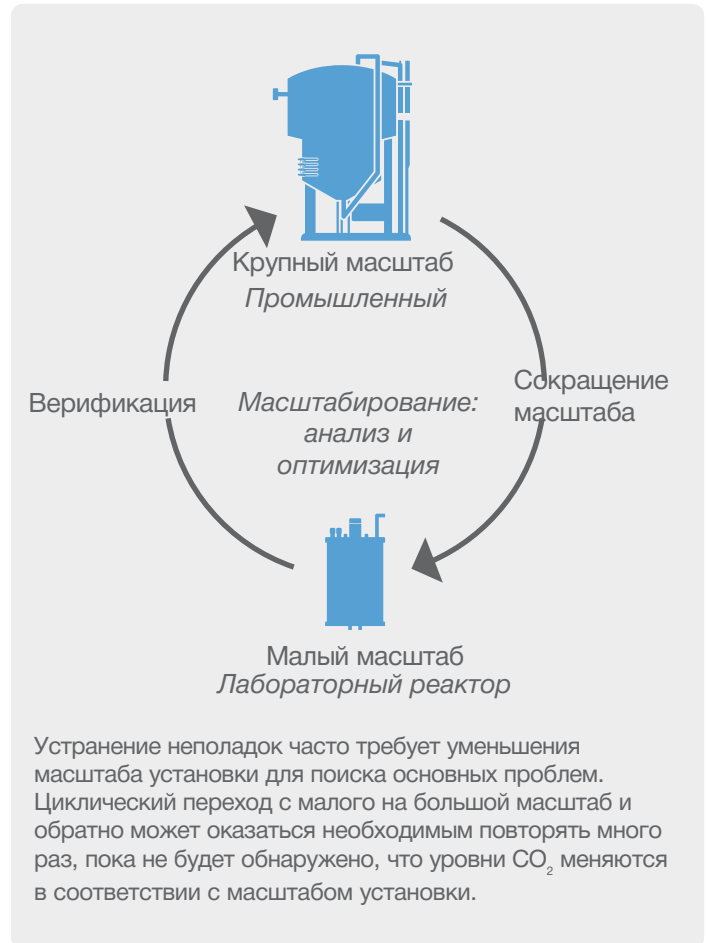 Крупный масштаб
Промышленный
Верификация
Масштабирование:
анализ и
оптимизация
Сокращение
масштаба
Малый масштаб
Лабораторный реактор
Устранение неполадок часто требует уменьшения
масштаба установки для поиска основных проблем.
Циклический переход с малого на большой масштаб и
обратно может оказаться необходимым повторять много
раз, пока не будет обнаружено, что уровни CO₂ меняются
в соответствии с масштабом установки.